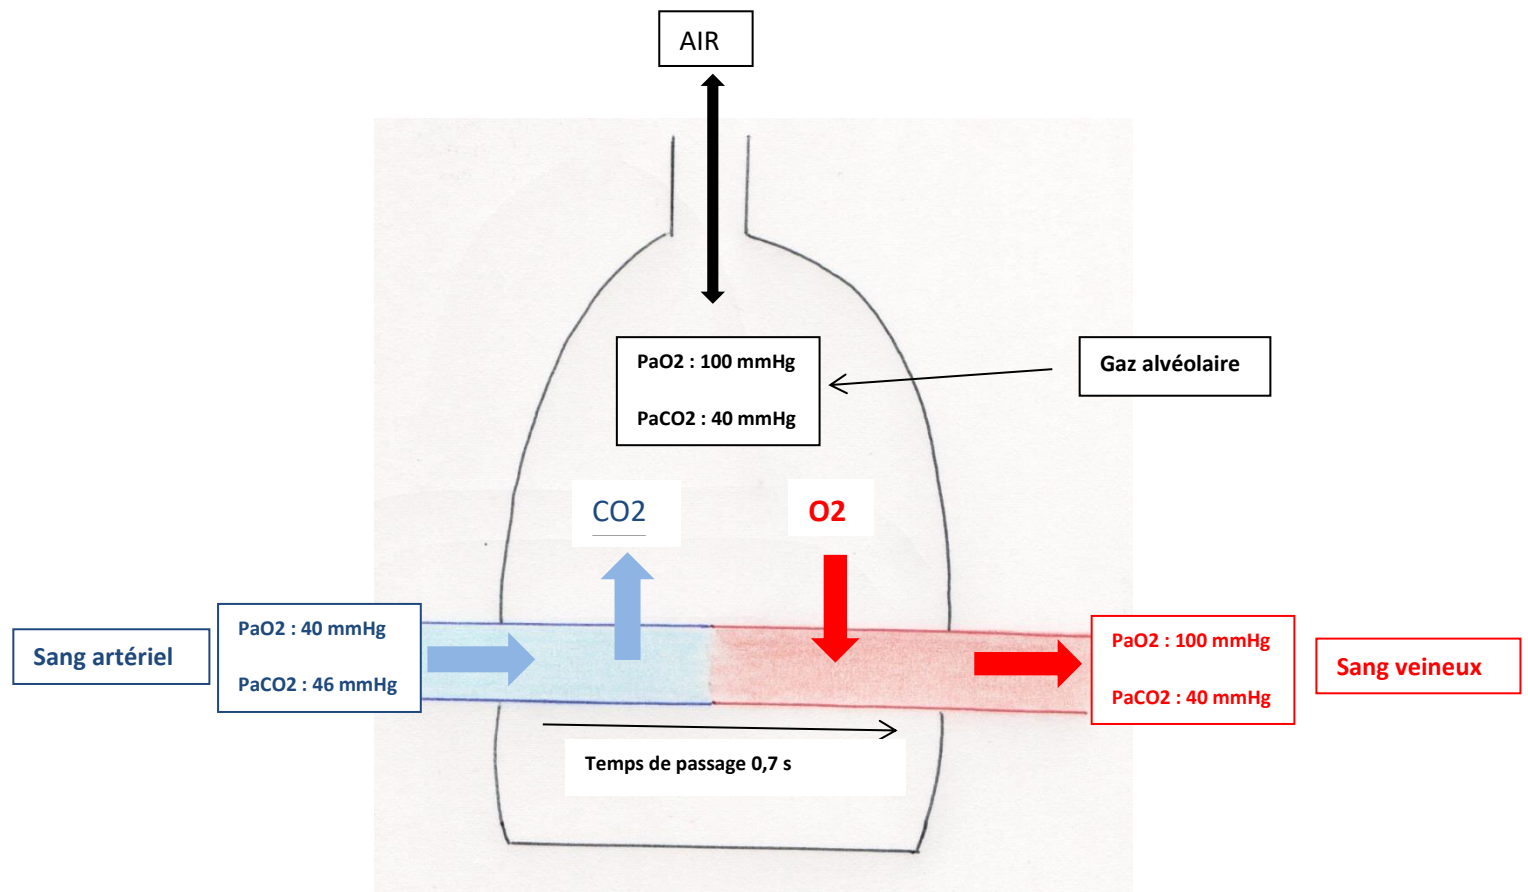 AIR
PaO2 : 100 mmHg
PaCO2 : 40 mmHg
Gaz alvéolaire
CO2
O2
Sang artériel
PaO2 : 40 mmHg
PaCO2 : 46 mmHg
PaO2 : 100 mmHg
PaCO2 : 40 mmHg
Sang veineux
Temps de passage 0,7 s